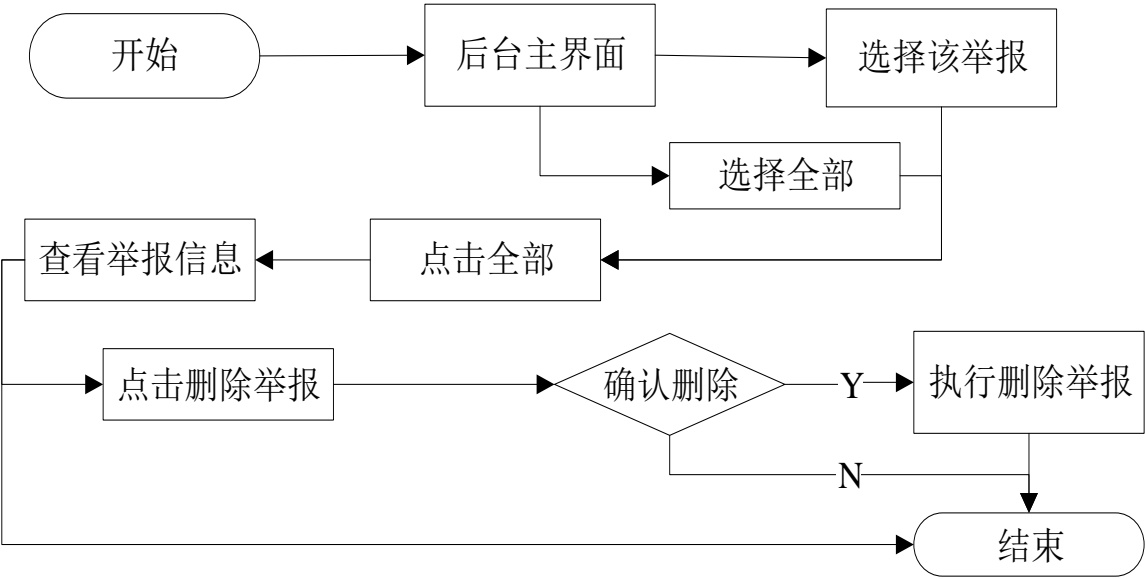 开始
后台主界面
选择该举报
选择全部
查看举报信息
点击全部
点击删除举报
确认删除
Y
执行删除举报
N
结束